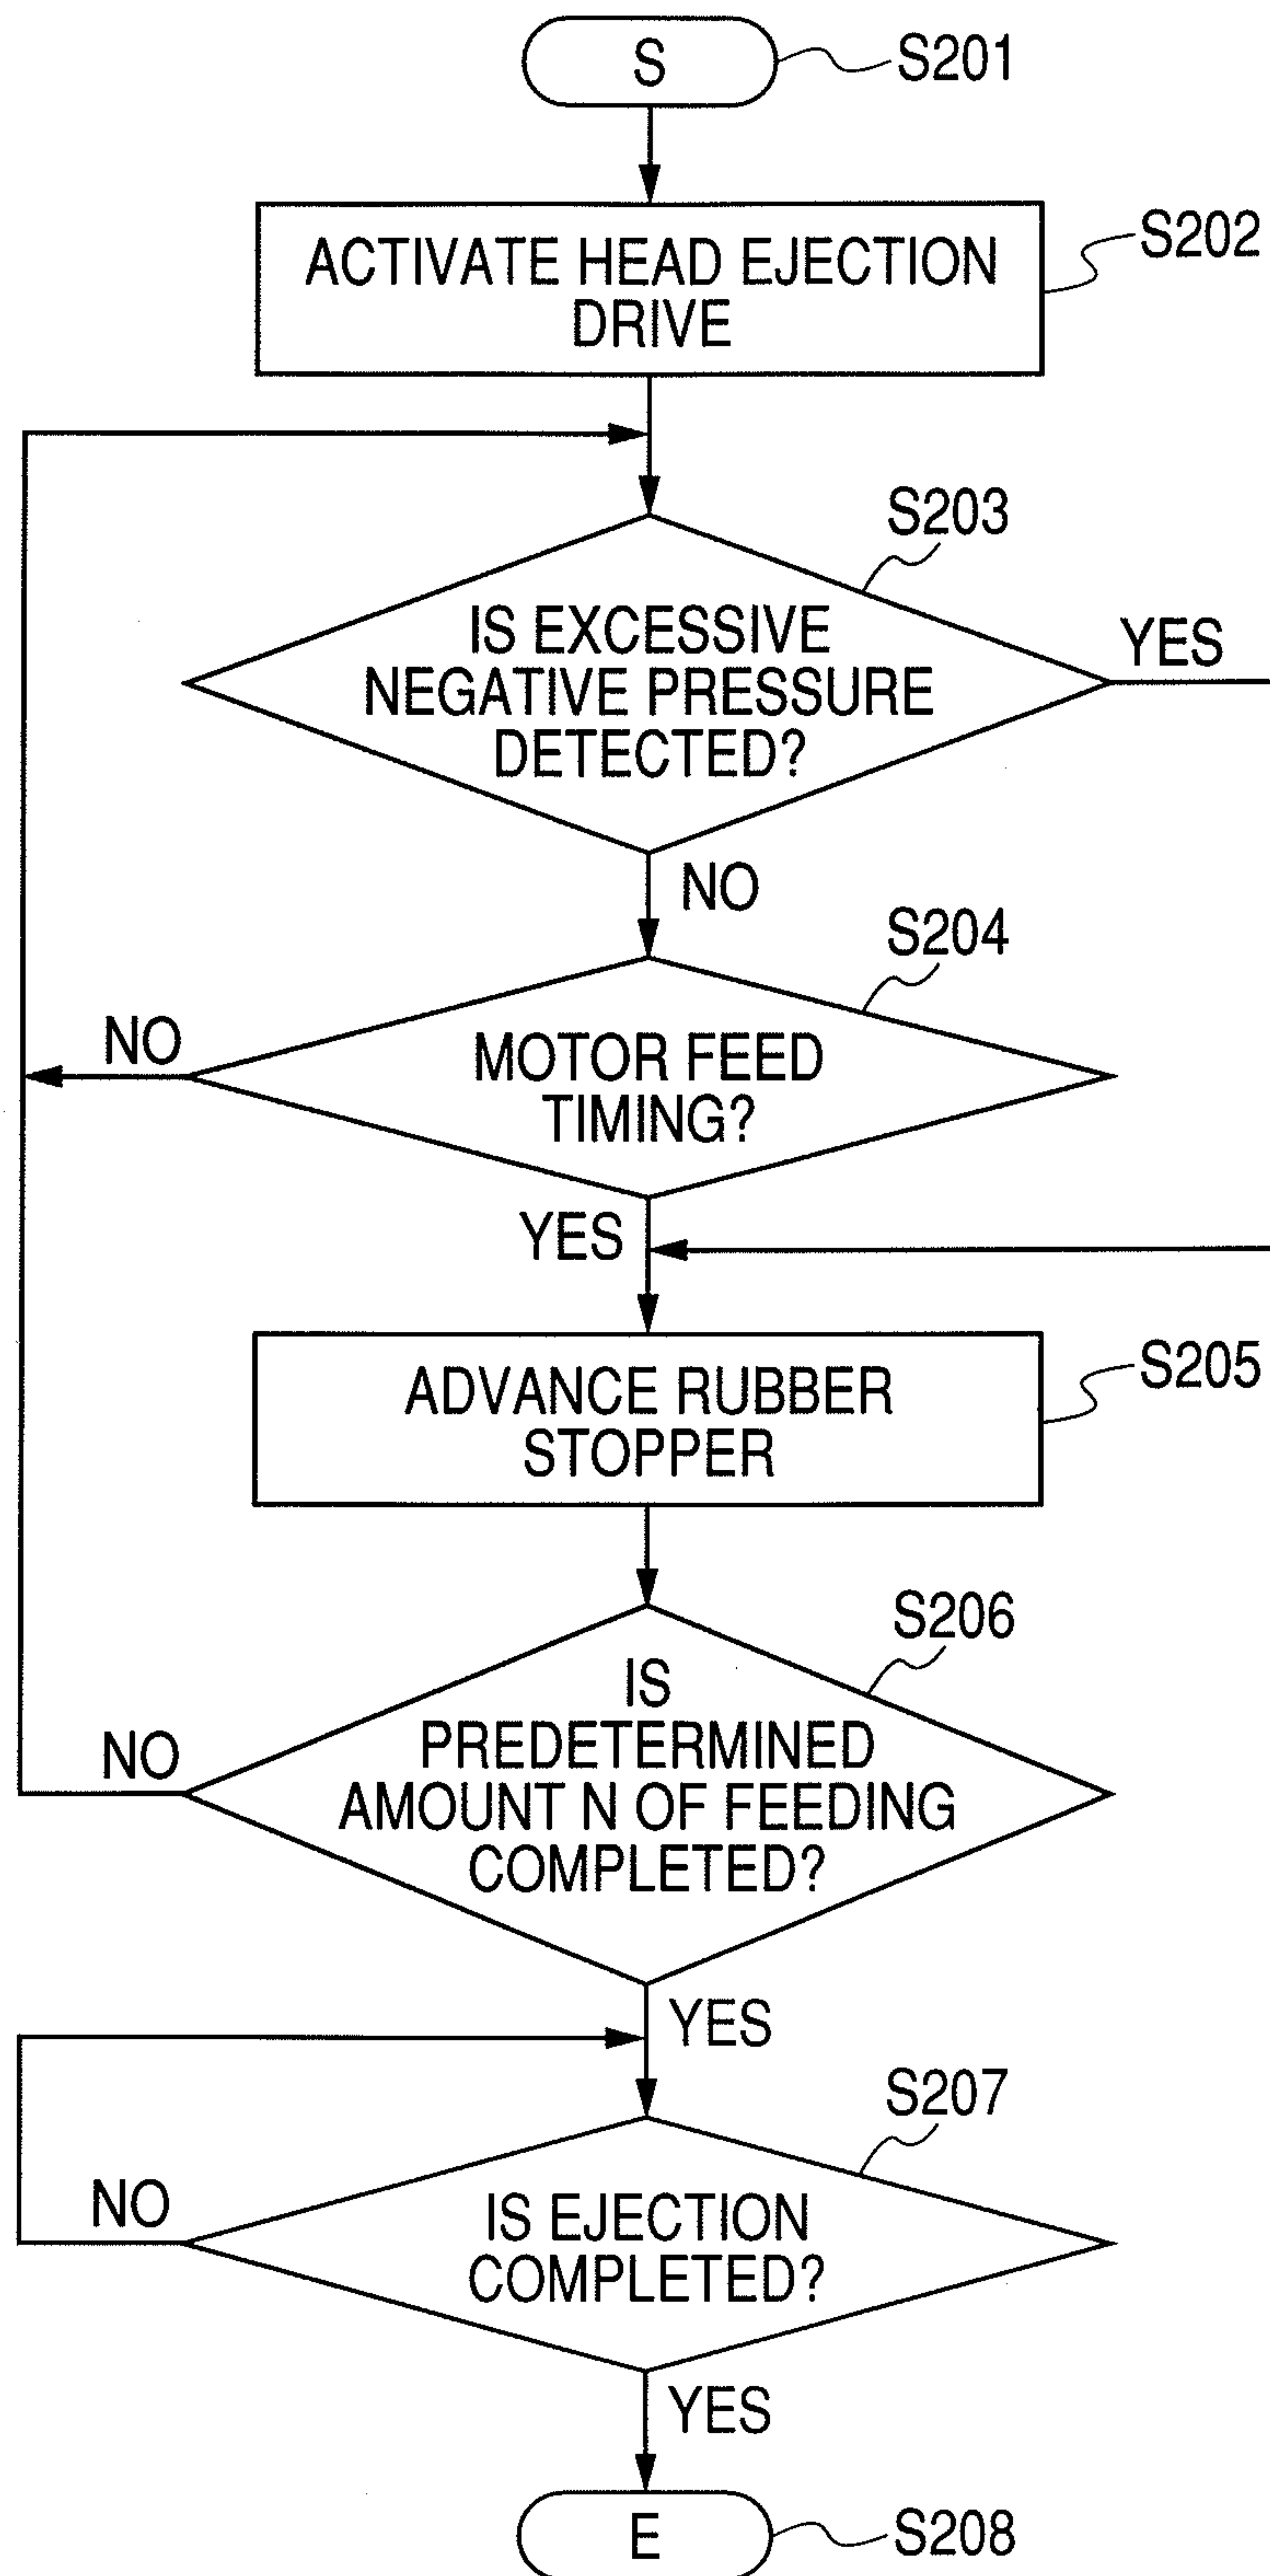 S
S201
ACTIVATE HEAD EJECTION
DRIVE
S202
S203
IS EXCESSIVE
NEGATIVE PRESSURE
DETECTED?
YES
NO
S204
NO
MOTOR FEED
TIMING?
YES
ADVANCE RUBBER
STOPPER
S205
S206
IS
PREDETERMINED
AMOUNT N OF FEEDING
COMPLETED?
NO
YES
S207
NO
IS EJECTION
COMPLETED?
YES
E
S208